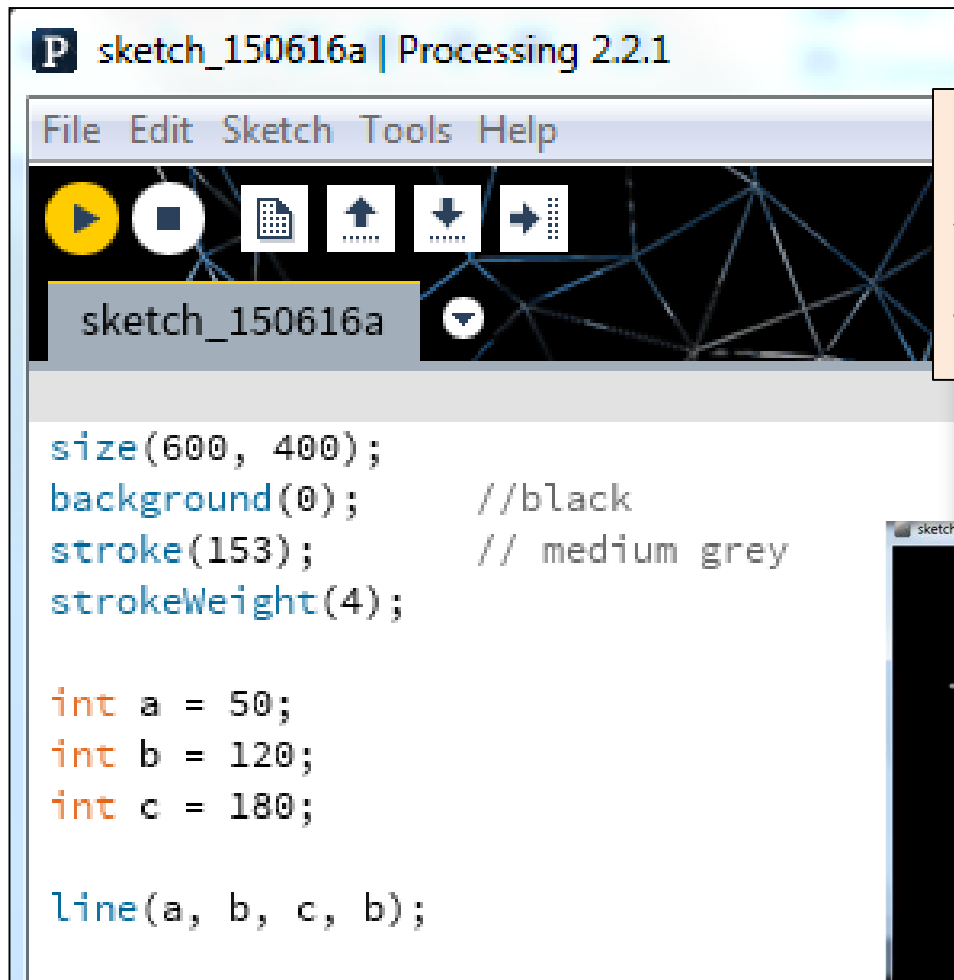 P sketch_150616a | Processing 2.2.1
File Edit Sketch Tools Help
sketch_150616a
size(600, 400);
background(0);     //black
stroke(153);       // medium grey
sketch
strokeWeight(4);
int a = 50;
int b = 120;
int c = 180;
line(a, b, c, b);